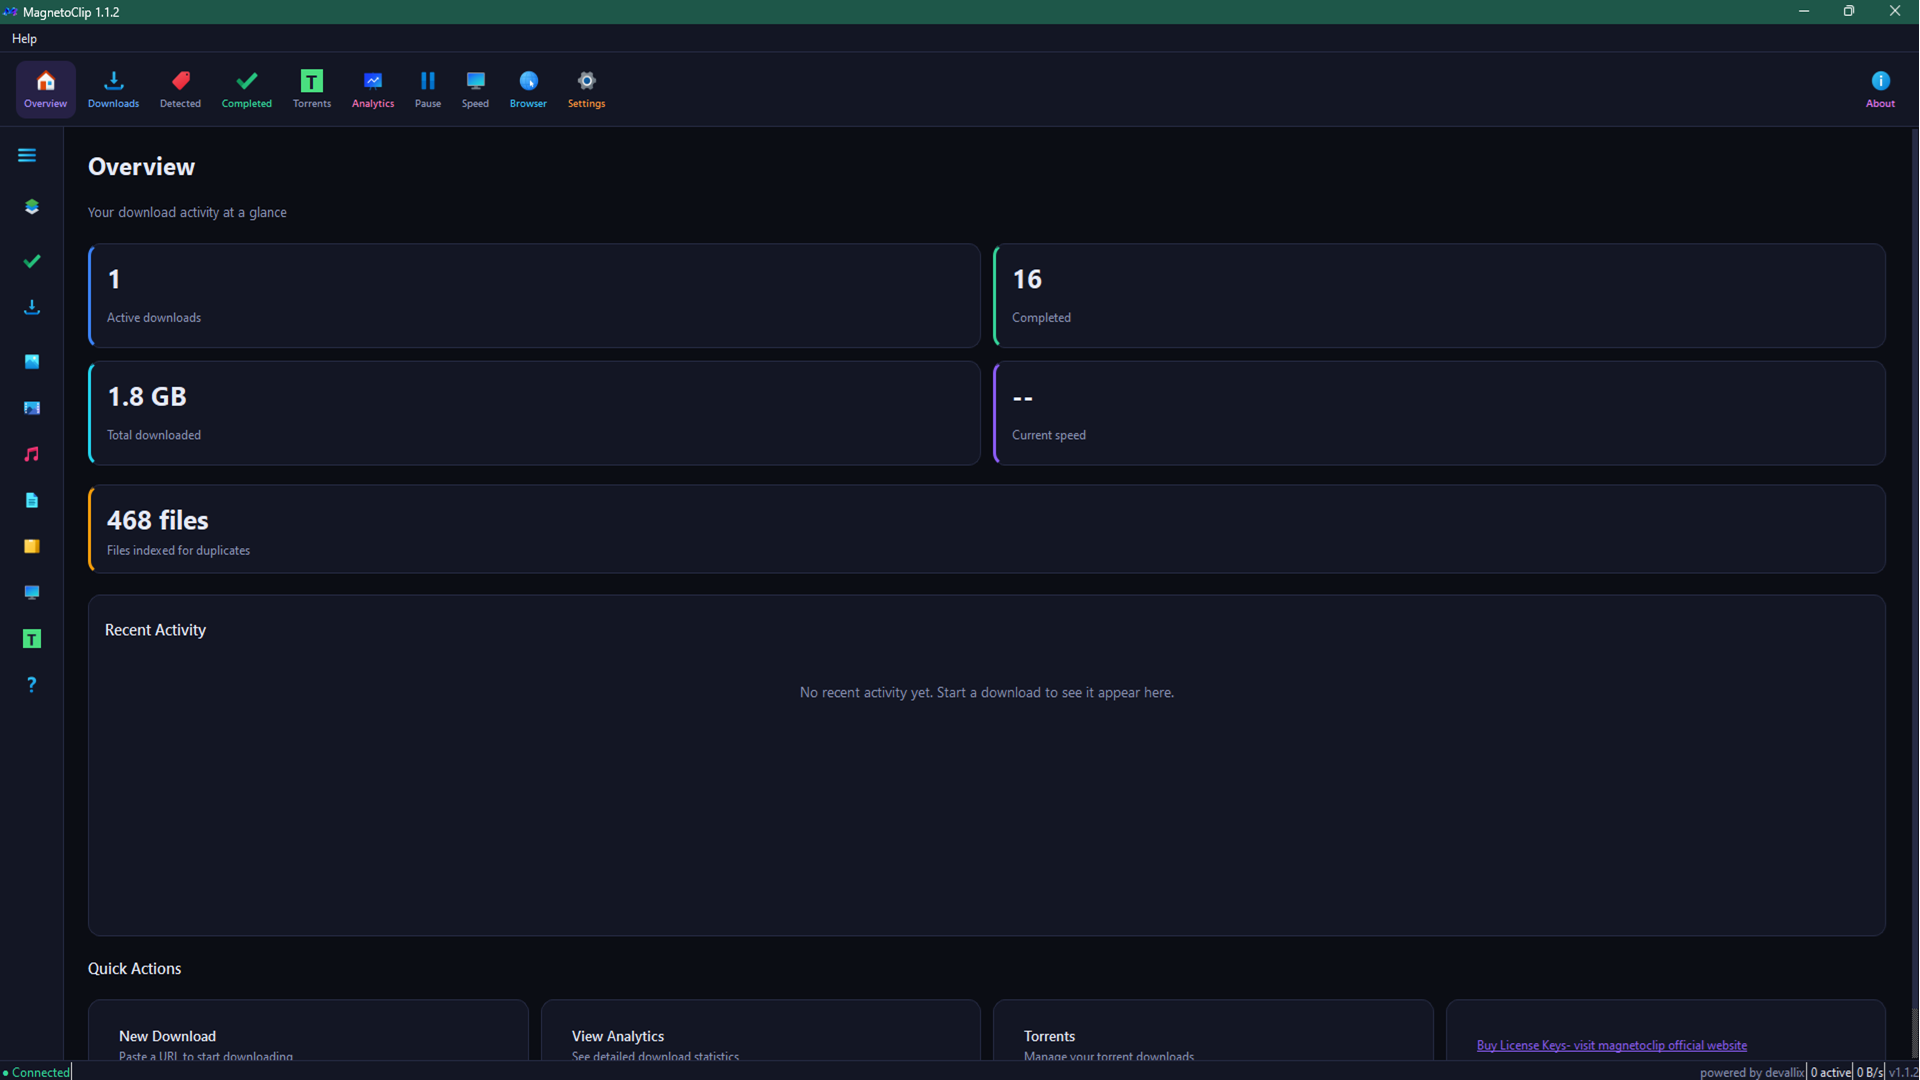 MagnetoClip 1.1.2
Help
Overview
Downloads
Detected
Completed
T
Torrents
Analytics
Pause
Speed
Browser
Settings
i
About
Overview
Your download activity at a glance
1
Active downloads
16
Completed
1.8 GB
Total downloaded
--
Current speed
468 files
Files indexed for duplicates
Recent Activity
No recent activity yet. Start a download to see it appear here.
T
?
Quick Actions
New Download
Paste a URL to start downloading
View Analytics
See detailed download statistics
Torrents
Manage your torrent downloads
Buy License Keys- visit magnetoclip official website
Connected
powered by devallix
0 active
0 B/s
v1.1.2